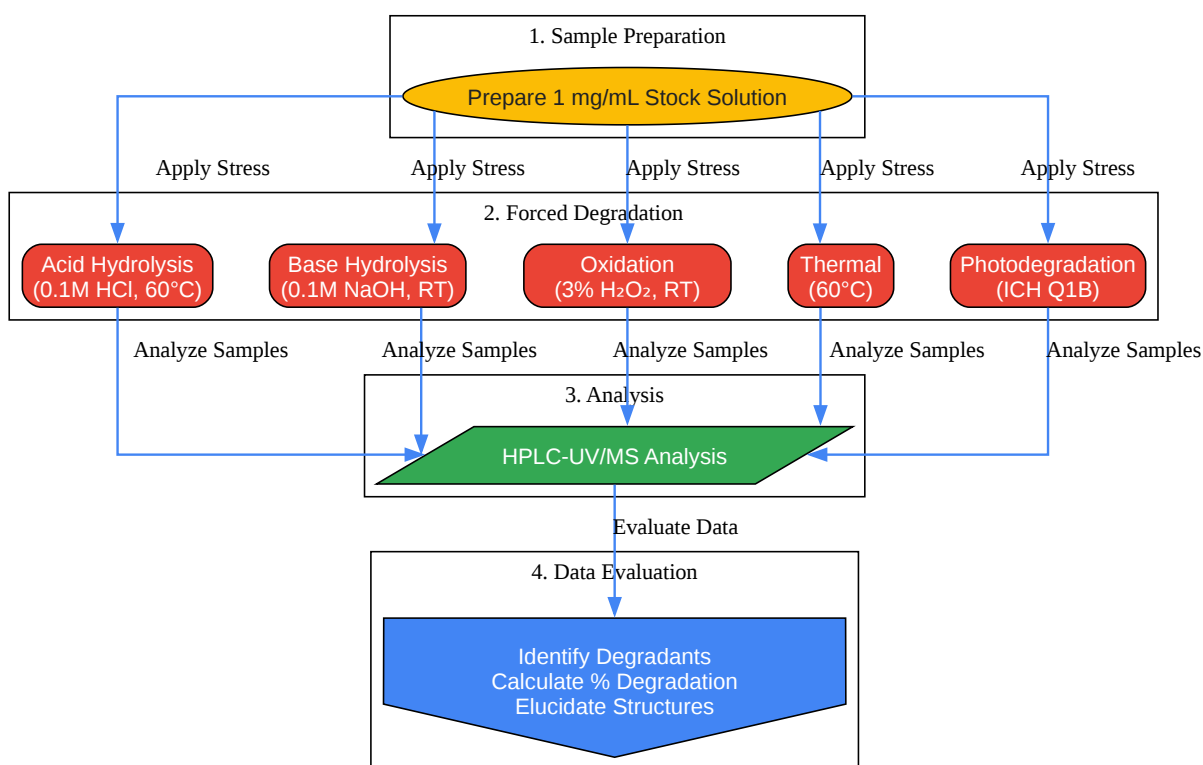 1. Sample Preparation
Prepare 1 mg/mL Stock Solution
Apply Stress
Apply Stress
Apply Stress
Apply Stress
Apply Stress
2. Forced Degradation
Acid Hydrolysis
(0.1M HCl, 60°C)
Base Hydrolysis
(0.1M NaOH, RT)
Oxidation
(3% H₂O₂, RT)
Thermal
(60°C)
Photodegradation
(ICH Q1B)
Analyze Samples
Analyze Samples
Analyze Samples
Analyze Samples
Analyze Samples
3. Analysis
HPLC-UV/MS Analysis
Evaluate Data
4. Data Evaluation
Identify Degradants
Calculate % Degradation
Elucidate Structures